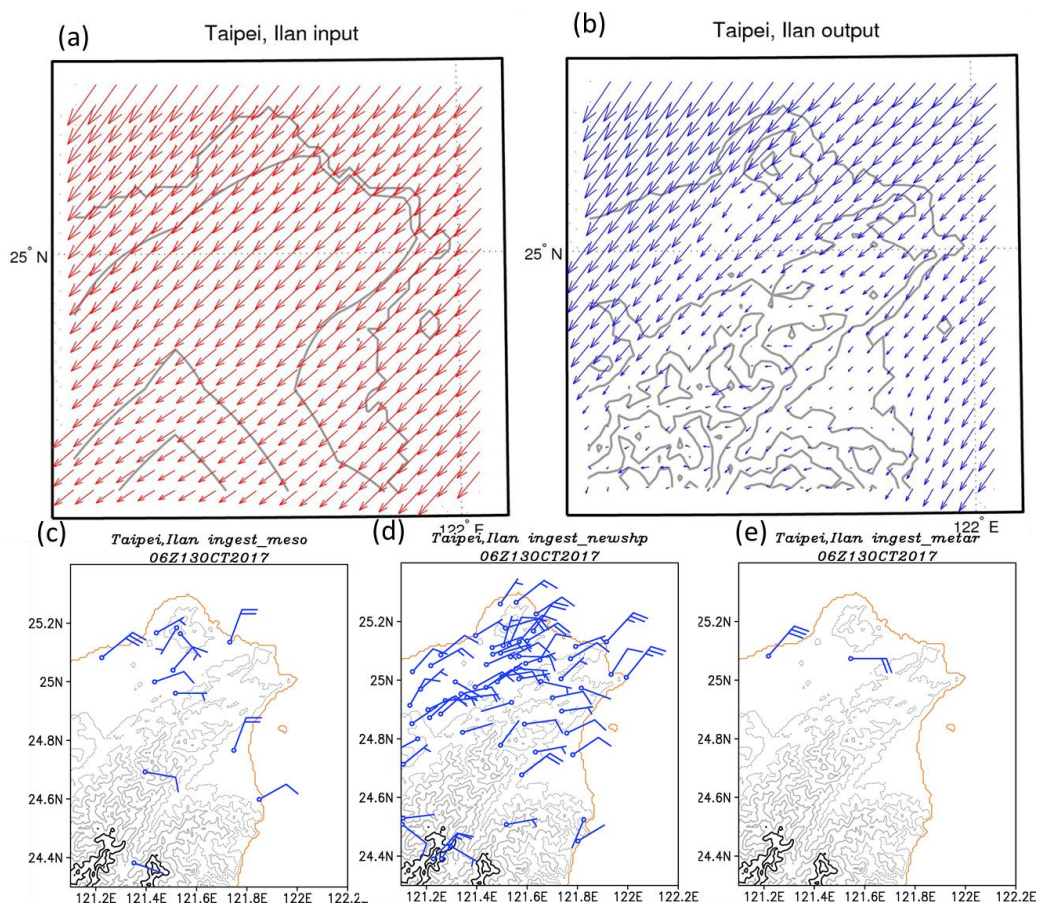 (a)
Taipei, Ilan input
(b)
Taipei, Ilan output
25° N
122° E
25° N
122° E
(c)
Taipei,Ilan ingest_meso
06Z13OCT2017
(d)
Taipei,Ilan ingest_newshp
06Z13OCT2017
(e)
Taipei,Ilan ingest_metar
06Z13OCT2017
25.2N
25N
24.8N
24.6N
24.4N
121.2E
121.4E
121.6E
121.8E
122E
122.2
25.2N
25N
24.8N
24.6N
24.4N
121.2E
121.4E
121.6E
121.8E
122E
122.2
25.2N
25N
24.8N
24.6N
24.4N
121.2E
121.4E
121.6E
121.8E
122E
122.2E